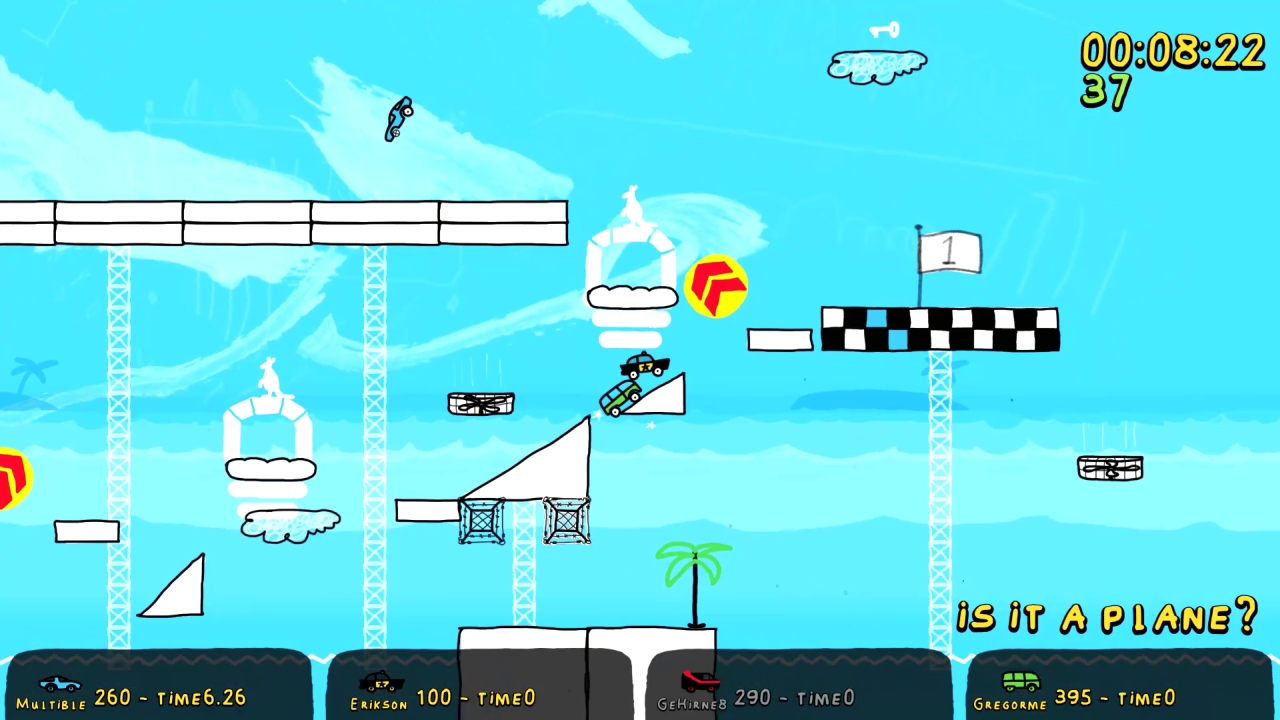 00:08:22
37
1
IS IT A PLANE?
MULTIBLE 260 - TIME6.26
ERIKSON 100 - TIME0
GEHIRNE8 290 - TIME0
GREGORME 395 - TIME0